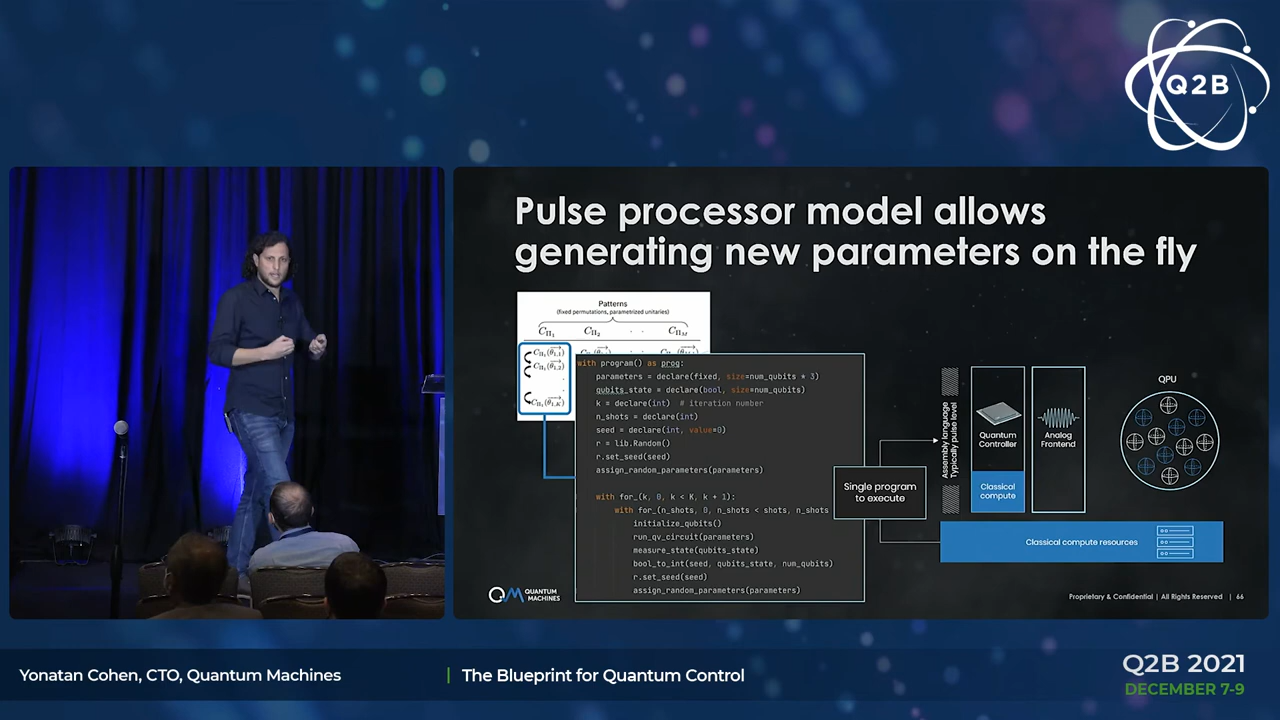 Q2B
Pulse processor model allows
generating new parameters on the fly
Patterns
(fixed permutations, parametrized unitaries)
with program() as prog:
parameters = declare(fixed, size=num_qubits * 3)
qubits_state = declare(bool, size=num_qubits)
k = declare(int) # iteration number
n_shots = declare(int)
seed = declare(int, value=0)
r = lib.Random()
r.set_seed(seed)
assign_random_parameters(parameters)
with for_(k, 0, k < K, k + 1):
with for_(n_shots, 0, n_shots < shots, n_shots
initialize_qubits()
run_qv_circuit(parameters)
measure_state(qubits_state)
bool_to_int(seed, qubits_state, num_qubits)
r.set_seed(seed)
assign_random_parameters(parameters)
Single program
to execute
Assembly language
Typically pulse level
Quantum
Controller
Classical
compute
Analog
Frontend
QPU
Classical compute resources
QM QUANTUM
MACHINES
Proprietary & Confidential | All Rights Reserved | 66
Yonatan Cohen, CTO, Quantum Machines
| The Blueprint for Quantum Control
Q2B 2021
DECEMBER 7-9